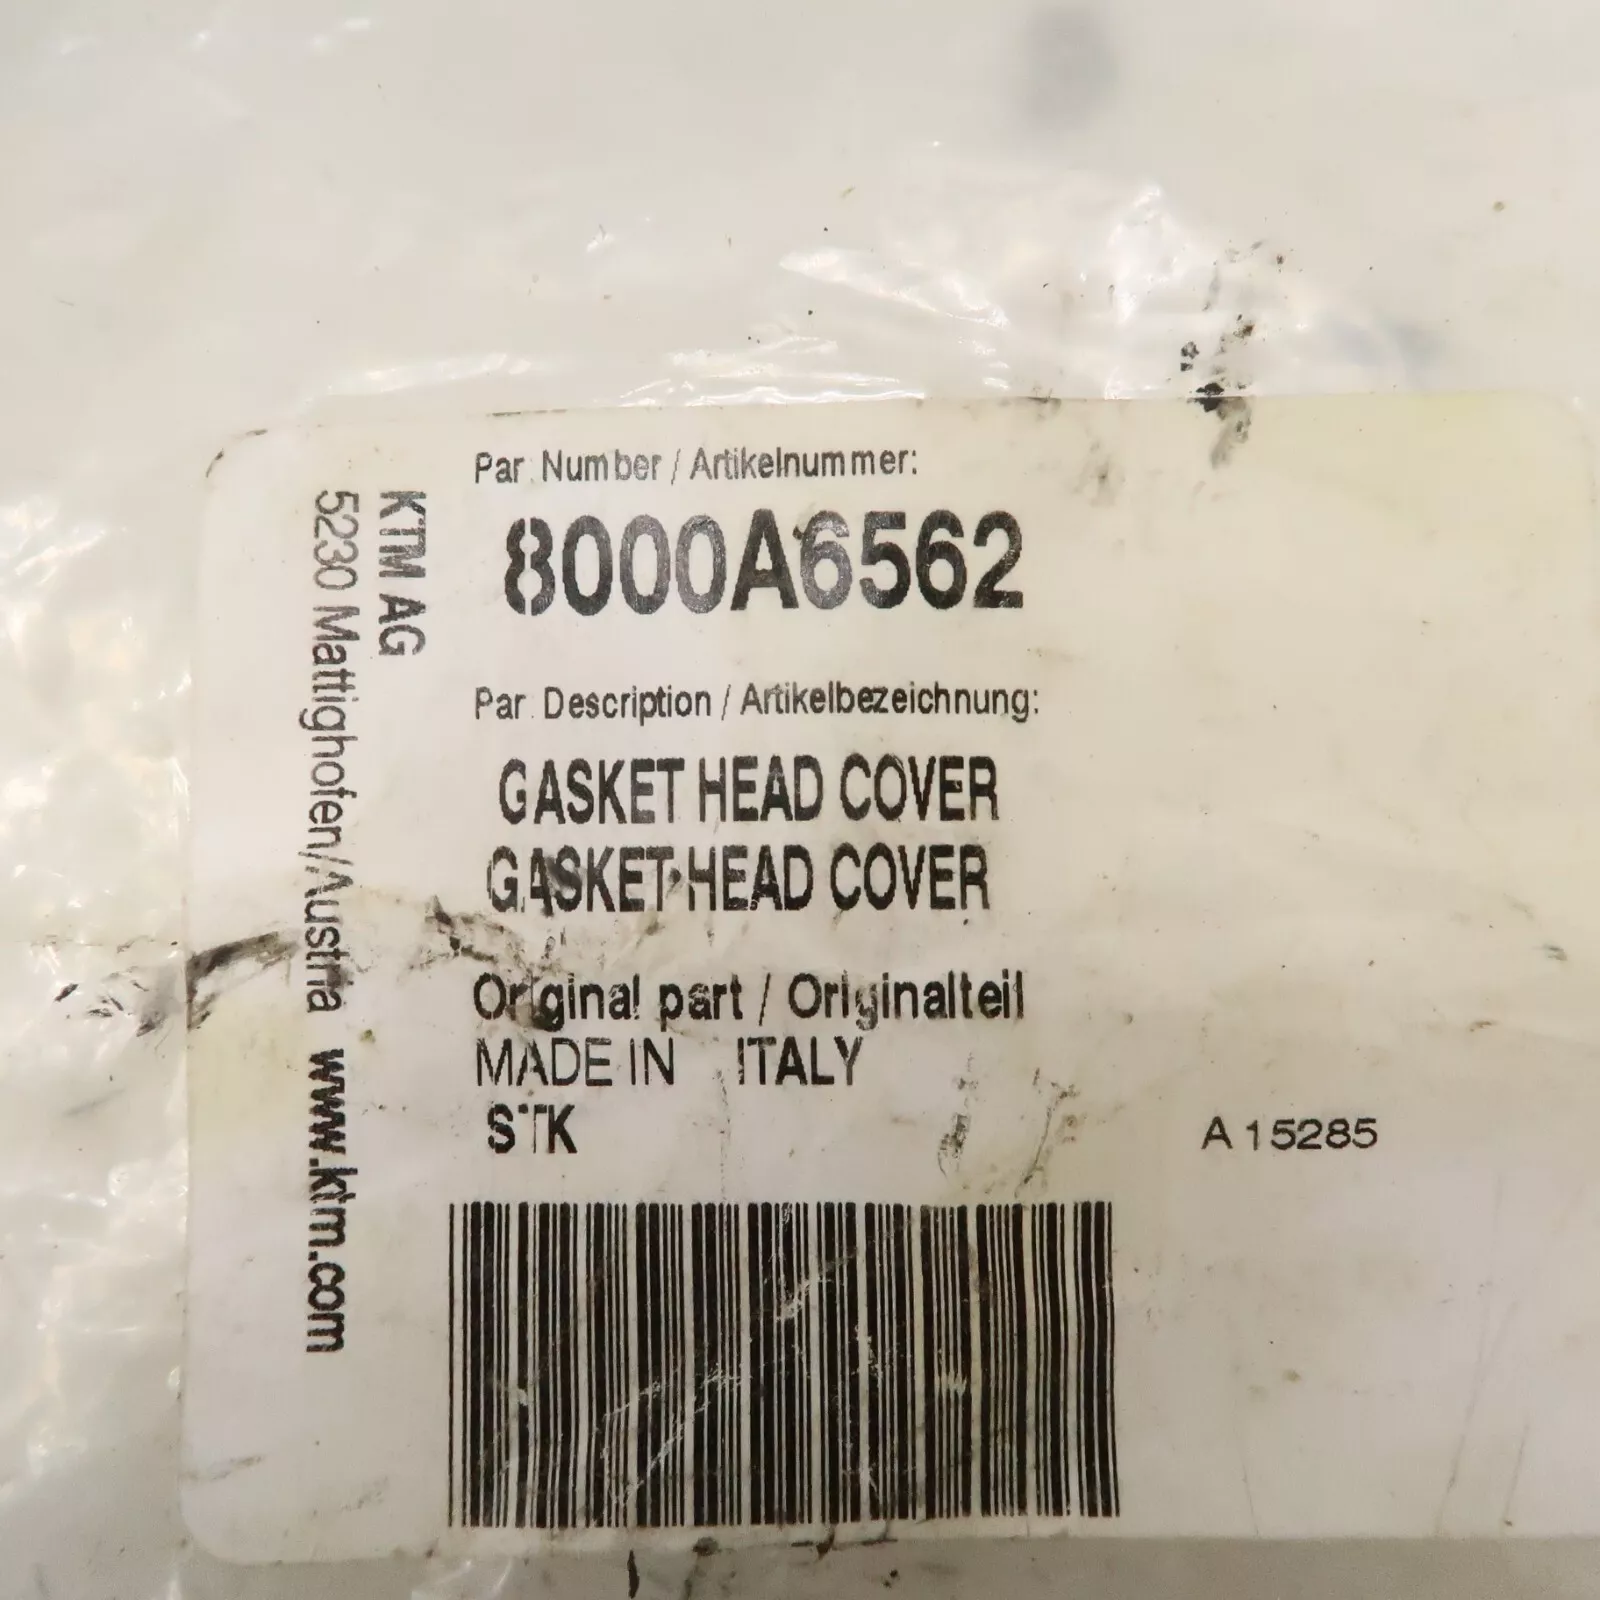 Par Number / Artikelnummer:
8000A6562
Par Description / Artikelbezeichnung:
GASKET HEAD COVER
GASKET HEAD COVER
Original part / Originalteil
MADE IN ITALY
STK
A 15285
KTM AG
5230 Mattighofen/Austria www.ktm.com